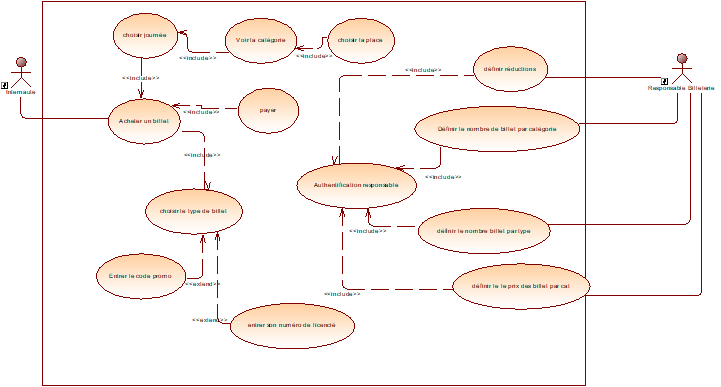 choisir journée
Voir la catégorie
choisir la place
<<include>>
<<include>>
<<include>>
définir réductions
<<include>>
Internaute
Responsable Billeterie
Acheter un billet
<<include>>
payer
Définir le nombre de billet par catégorie
<<include>>
<<include>>
Authentification responsable
choisir le type de billet
<<include>>
définir le nombre billet par type
Entrer le code promo
<<extend>>
<<include>>
définir le le prix des billet par cat
<<extend>>
entrer son numéro de licencié